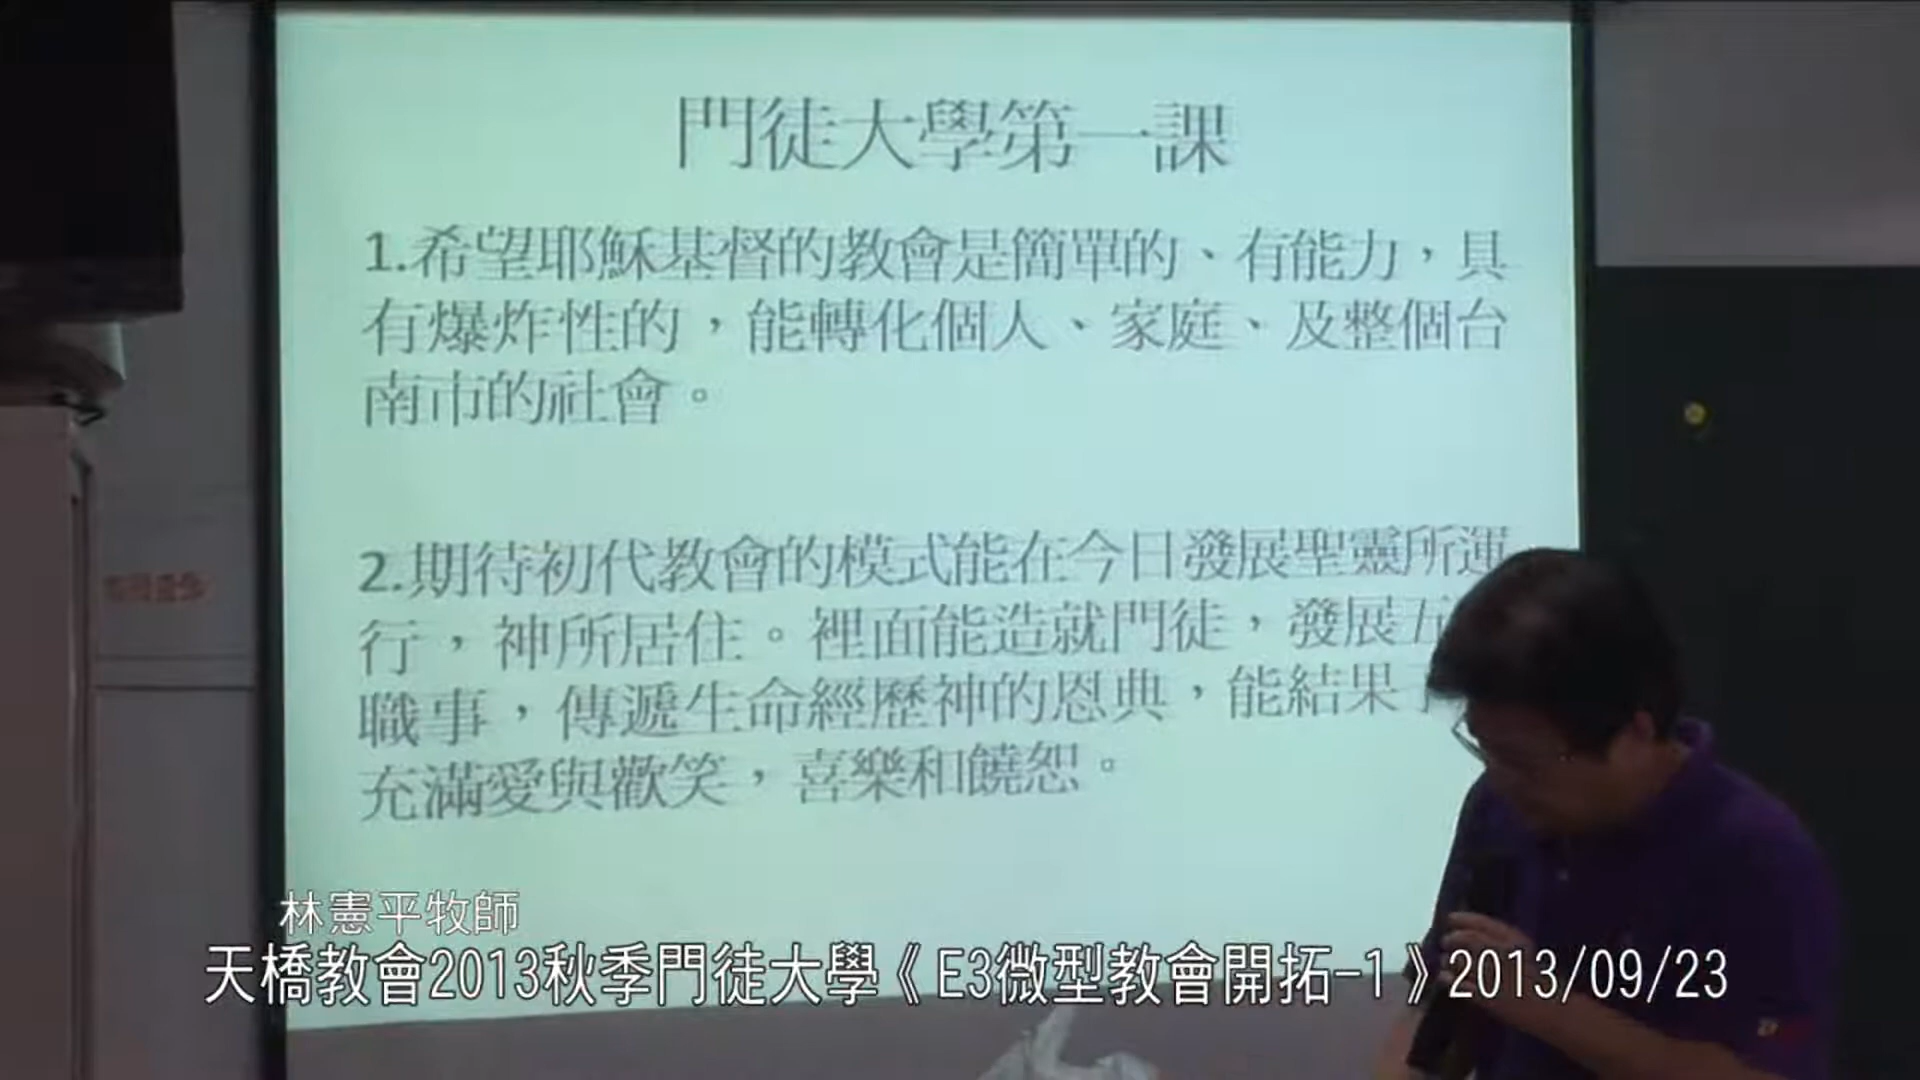 門徒大學第一課
1.希望耶穌基督的教會是簡單的、有能力，具
有爆炸性的，能轉化個人、家庭、及整個台
南市的社會。
2.期待初代教會的模式能在今日發展聖靈所運
行，神所居住。裡面能造就門徒，發展五
職事，傳遞生命經歷神的恩典，能結果
充滿愛與歡笑，喜樂和饒恕。
林憲平牧師
天橋教會2013秋季門徒大學《E3微型教會開拓-1》2013/09/23